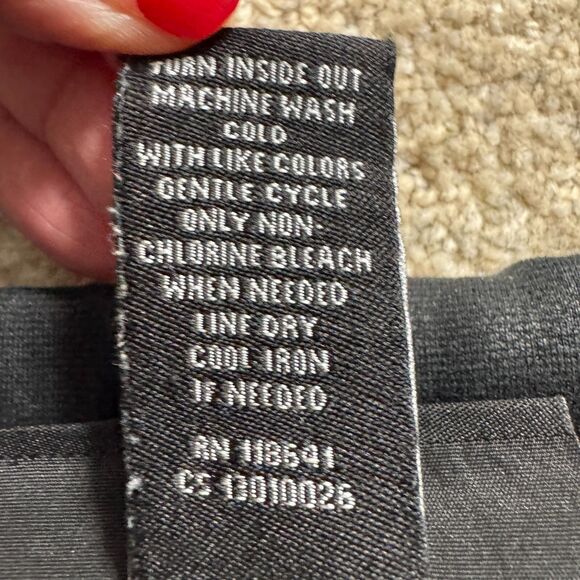 TURN INSIDE OUT
MACHINE WASH
COLD
WITH LIKE COLORS
GENTLE CYCLE
ONLY NON-
CHLORINE BLEACH
WHEN NEEDED
LINE DRY
COOL IRON
IF NEEDED
RN 118641
CS 13010026